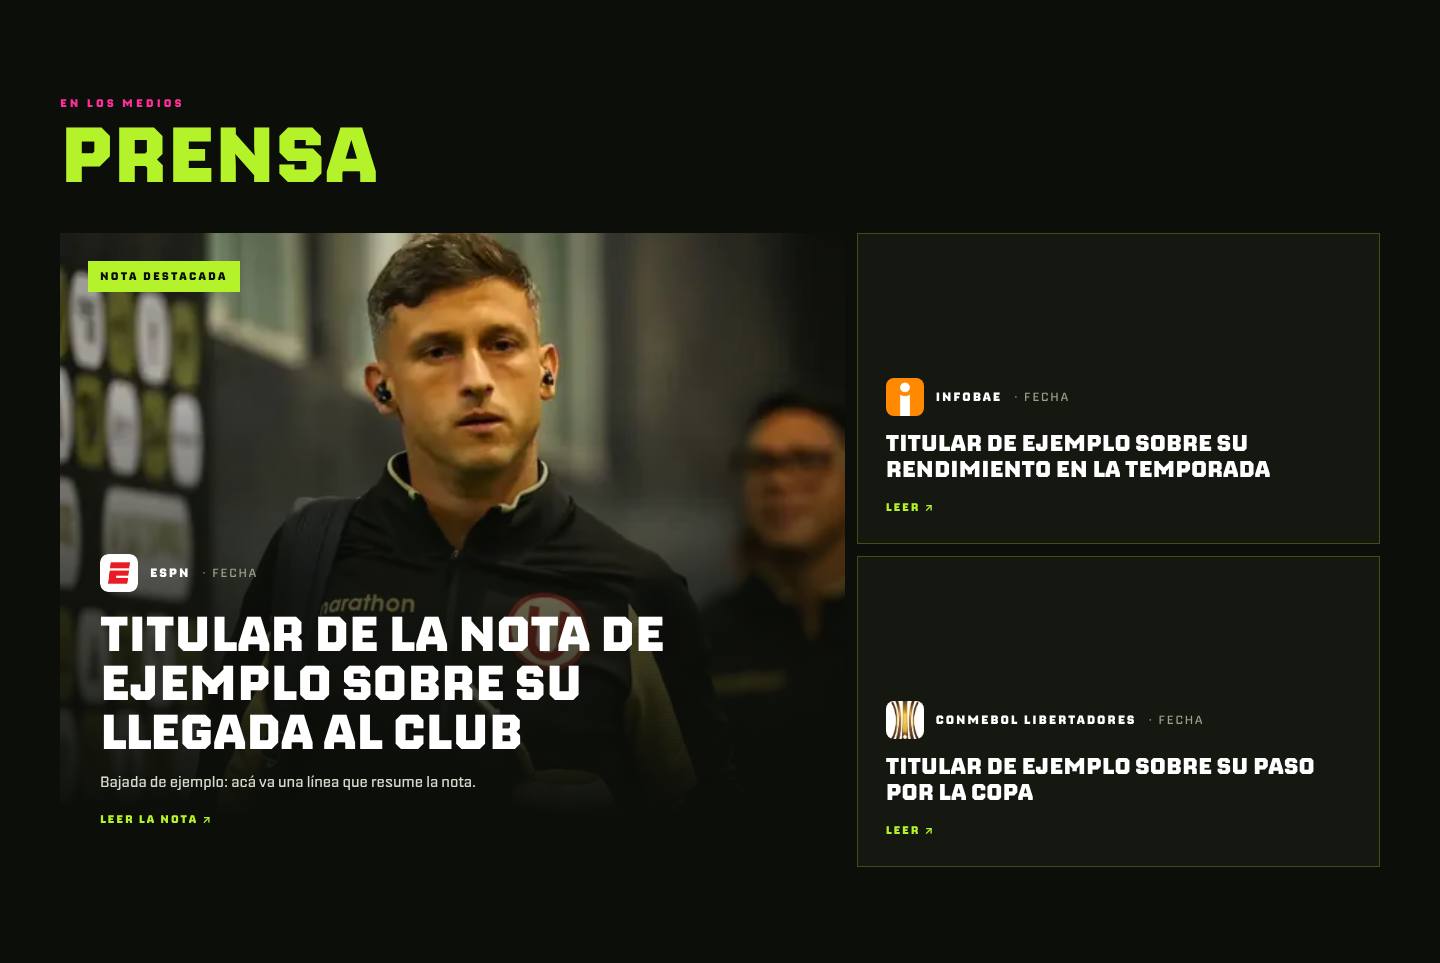 EN LOS MEDIOS
PRENSA
NOTA DESTACADA
ESPN · FECHA
marathon
TITULAR DE LA NOTA DE
EJEMPLO SOBRE SU
LLEGADA AL CLUB
Bajada de ejemplo: acá va una línea que resume la nota.
LEER LA NOTA ↗
INFOBAE · FECHA
TITULAR DE EJEMPLO SOBRE SU
RENDIMIENTO EN LA TEMPORADA
LEER ↗
CONMEBOL LIBERTADORES · FECHA
TITULAR DE EJEMPLO SOBRE SU PASO
POR LA COPA
LEER ↗